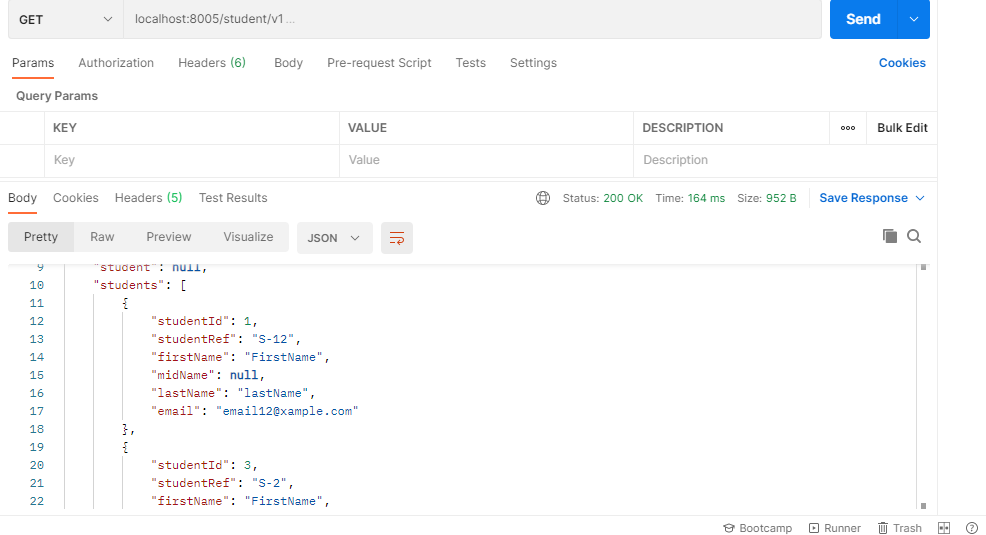 GET localhost:8005/student/v1 ... Send
Params Authorization Headers (6) Body Pre-request Script Tests Settings Cookies
Query Params
KEY VALUE DESCRIPTION ooo Bulk Edit
Key Value Description
Body Cookies Headers (5) Test Results Status: 200 OK Time: 164 ms Size: 952 B Save Response
Pretty Raw Preview Visualize JSON
9 "student": null,
10 "students": [
11 {
12 "studentId": 1,
13 "studentRef": "S-12",
14 "firstName": "FirstName",
15 "midName": null,
16 "lastName": "lastName",
17 "email": "email12@xample.com"
18 },
19 {
20 "studentId": 3,
21 "studentRef": "S-2",
22 "firstName": "FirstName",
Bootcamp Runner Trash